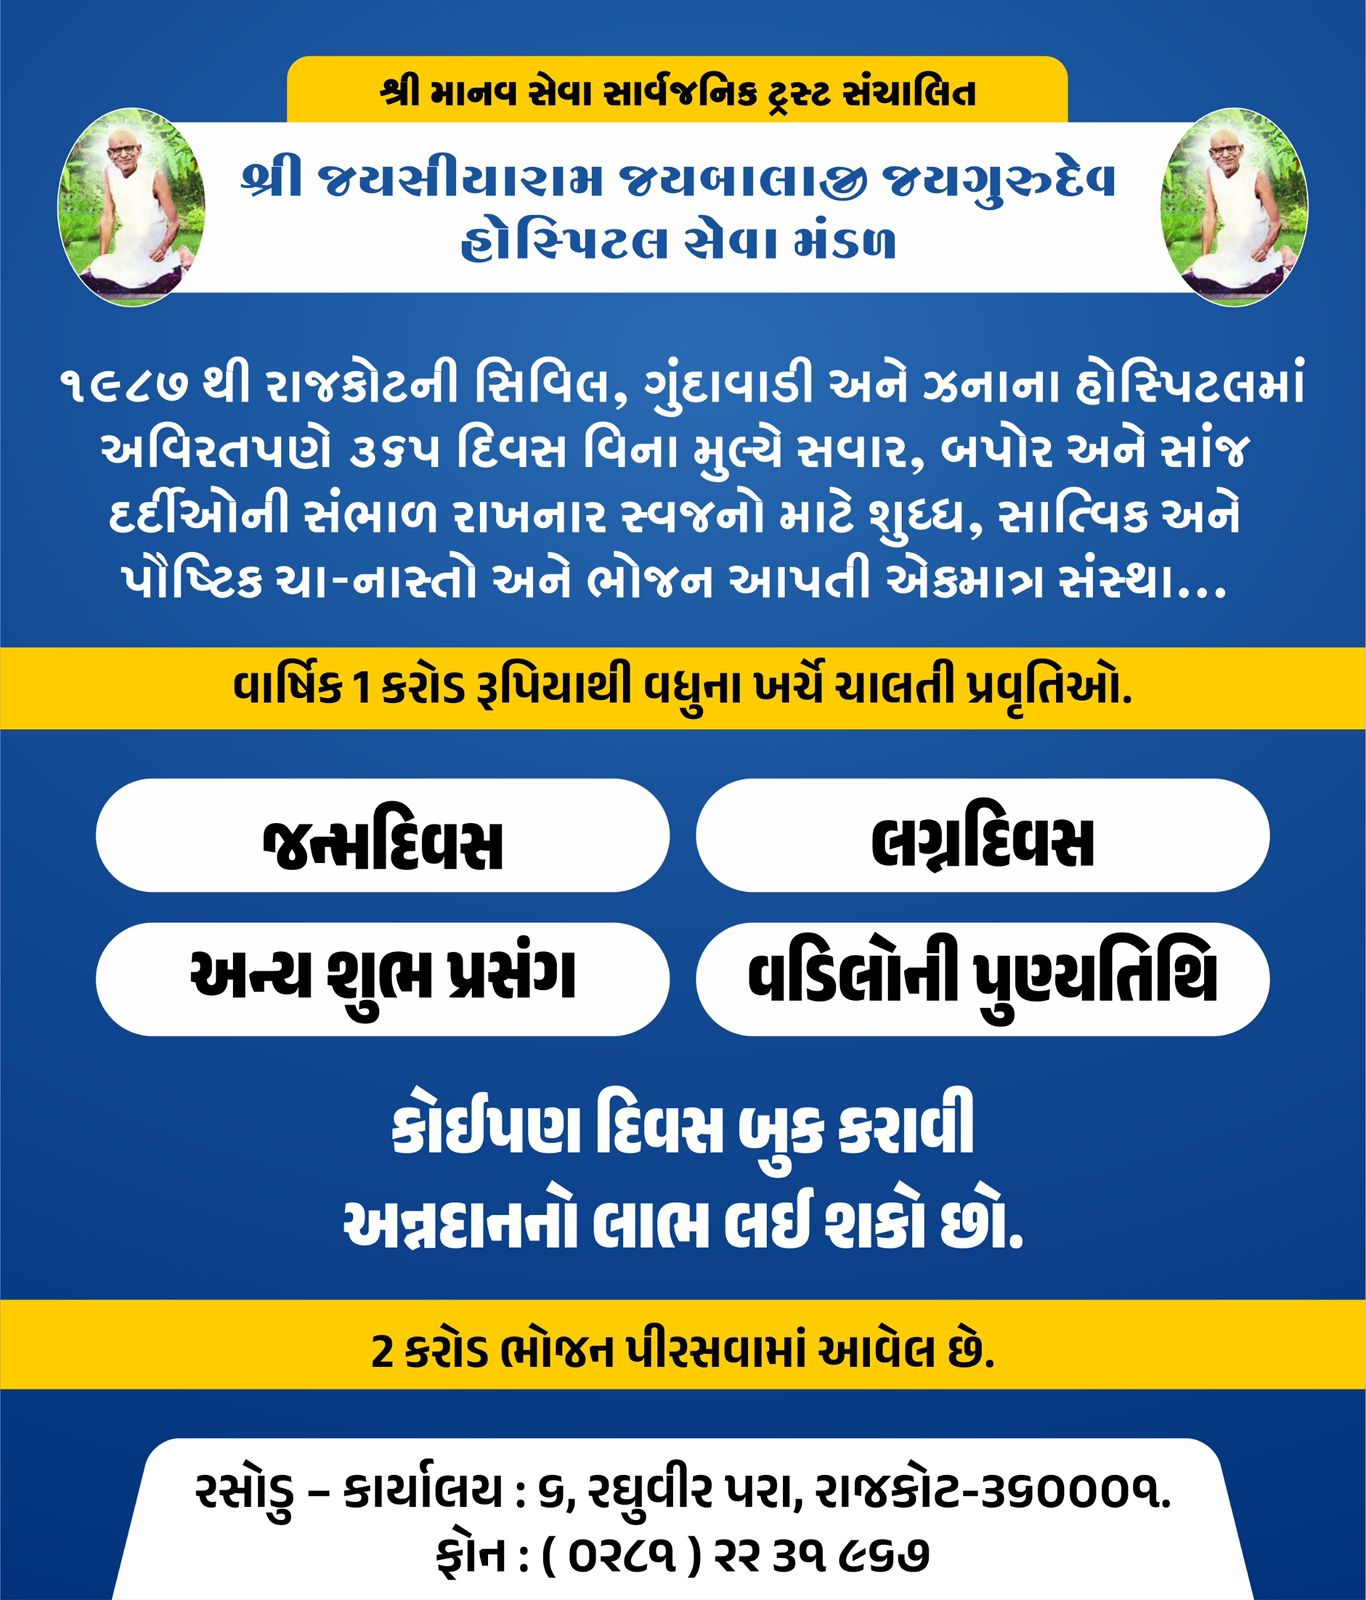 શ્રી માનવ સેવા સાર્વજનિક ટ્રસ્ટ સંચાલિત
શ્રી જયસીયારામ જયબાલાજી જયગુરુદેવ
હોસ્પિટલ સેવા મંડળ
૧૯૮૭ થી રાજકોટની સિવિલ, ગુંદાવાડી અને ઝનાના હોસ્પિટલમાં
અવિરતપણે ૩૬૫ દિવસ વિના મુલ્યે સવાર, બપોર અને સાંજ
દર્દીઓની સંભાળ રાખનાર સ્વજનો માટે શુધ્ધ, સાત્વિક અને
પૌષ્ટિક ચા-નાસ્તો અને ભોજન આપતી એકમાત્ર સંસ્થા...
વાર્ષિક 1 કરોડ રૂપિયાથી વધુના ખર્ચે ચાલતી પ્રવૃતિઓ.
જન્મદિવસ
લગ્નદિવસ
અન્ય શુભ પ્રસંગ
વડિલોની પુણ્યતિથિ
કોઈપણ દિવસ બુક કરાવી
અન્નદાનનો લાભ લઈ શકો છો.
2 કરોડ ભોજન પીરસવામાં આવેલ છે.
રસોડુ – કાર્યાલય : ૬, રઘુવીર પરા, રાજકોટ-૩૬૦૦૦૧.
ફોન : ( ૦૨૮૧ ) ૨૨ ૩૧ ૯૬૭